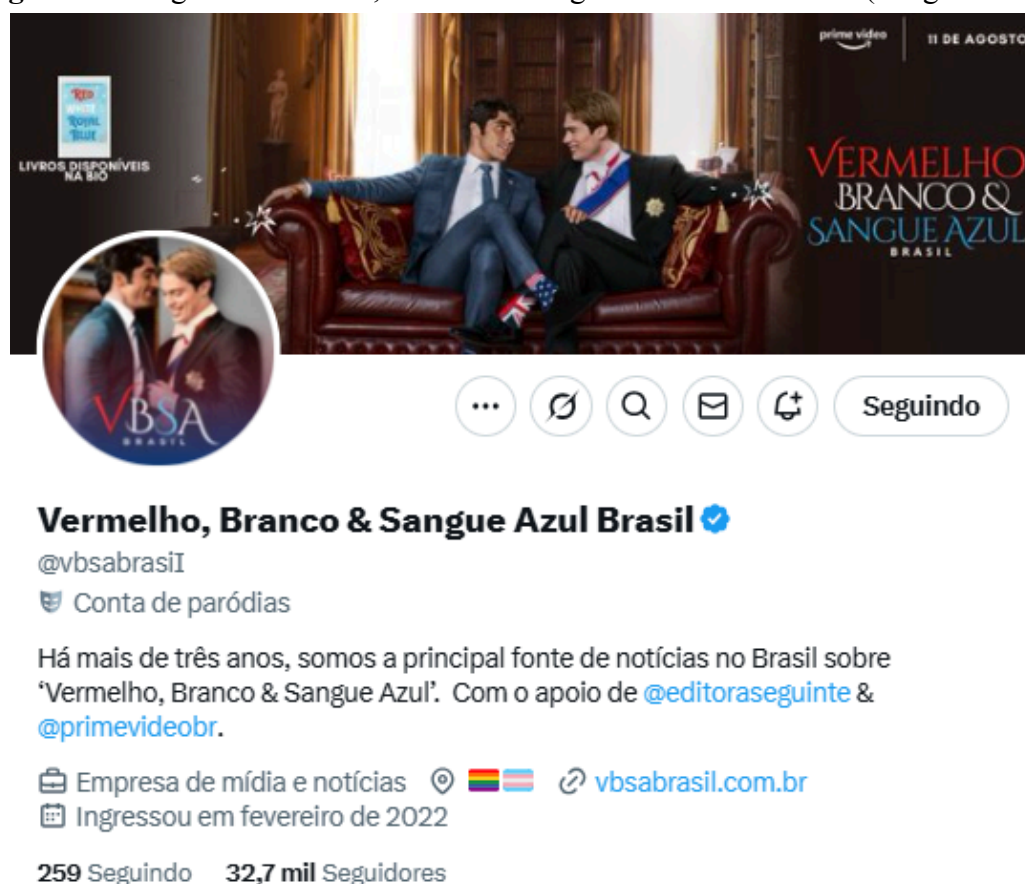 prime video
11 DE AGOSTO
RED
WHITE
ROYAL
BLUE
LIVROS DISPONÍVEIS
NA BIO
VERMELHO
BRANCO &
SANGUE AZUL
BRASIL
VBSA
BRASIL
Seguindo
Vermelho, Branco & Sangue Azul Brasil
@vbsabrasiI
Conta de paródias
Há mais de três anos, somos a principal fonte de notícias no Brasil sobre
‘Vermelho, Branco & Sangue Azul’. Com o apoio de @editoraseguinte &
@primevideobr.
Empresa de mídia e notícias vbsabrasil.com.br
Ingressou em fevereiro de 2022
259 Seguindo 32,7 mil Seguidores